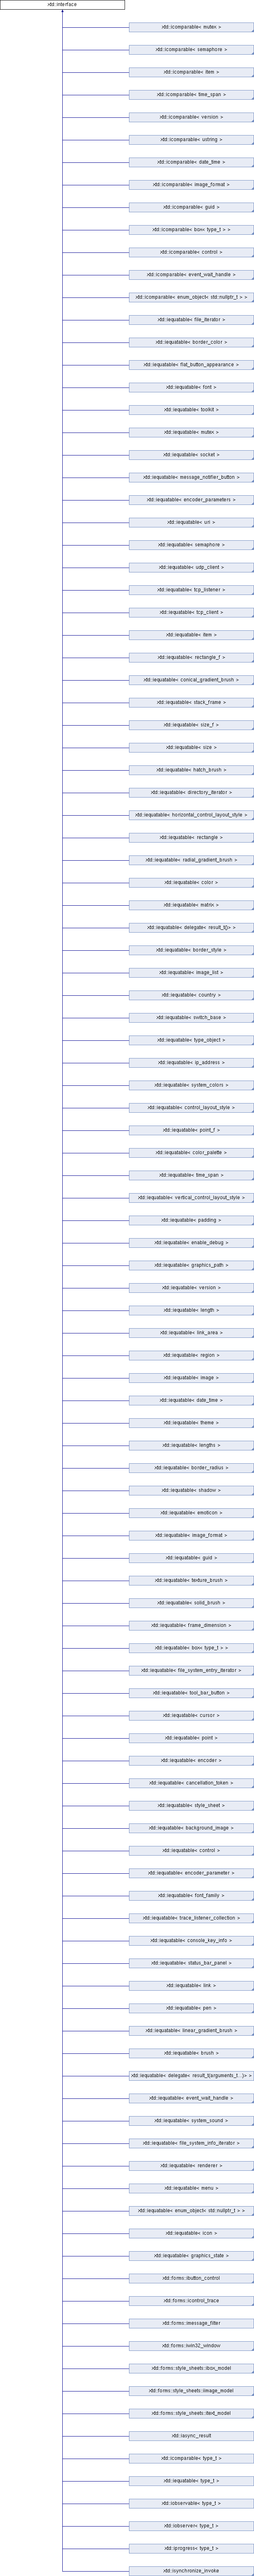 xtd::interface
xtd::icomparable< mutex >
xtd::icomparable< semaphore >
xtd::icomparable< item >
xtd::icomparable< time_span >
xtd::icomparable< version >
xtd::icomparable< ustring >
xtd::icomparable< date_time >
xtd::icomparable< image_format >
xtd::icomparable< guid >
xtd::icomparable< box< type_t > >
xtd::icomparable< control >
xtd::icomparable< event_wait_handle >
xtd::icomparable< enum_object< std::nullptr_t > >
xtd::iequatable< file_iterator >
xtd::iequatable< border_color >
xtd::iequatable< flat_button_appearance >
xtd::iequatable< font >
xtd::iequatable< toolkit >
xtd::iequatable< mutex >
xtd::iequatable< socket >
xtd::iequatable< message_notifier_button >
xtd::iequatable< encoder_parameters >
xtd::iequatable< uri >
xtd::iequatable< semaphore >
xtd::iequatable< udp_client >
xtd::iequatable< tcp_listener >
xtd::iequatable< tcp_client >
xtd::iequatable< item >
xtd::iequatable< rectangle_f >
xtd::iequatable< conical_gradient_brush >
xtd::iequatable< stack_frame >
xtd::iequatable< size_f >
xtd::iequatable< size >
xtd::iequatable< hatch_brush >
xtd::iequatable< directory_iterator >
xtd::iequatable< horizontal_control_layout_style >
xtd::iequatable< rectangle >
xtd::iequatable< radial_gradient_brush >
xtd::iequatable< color >
xtd::iequatable< matrix >
xtd::iequatable< delegate< result_t()> >
xtd::iequatable< border_style >
xtd::iequatable< image_list >
xtd::iequatable< country >
xtd::iequatable< switch_base >
xtd::iequatable< type_object >
xtd::iequatable< ip_address >
xtd::iequatable< system_colors >
xtd::iequatable< control_layout_style >
xtd::iequatable< point_f >
xtd::iequatable< color_palette >
xtd::iequatable< time_span >
xtd::iequatable< vertical_control_layout_style >
xtd::iequatable< padding >
xtd::iequatable< enable_debug >
xtd::iequatable< graphics_path >
xtd::iequatable< version >
xtd::iequatable< length >
xtd::iequatable< link_area >
xtd::iequatable< region >
xtd::iequatable< image >
xtd::iequatable< date_time >
xtd::iequatable< theme >
xtd::iequatable< lengths >
xtd::iequatable< border_radius >
xtd::iequatable< shadow >
xtd::iequatable< emoticon >
xtd::iequatable< image_format >
xtd::iequatable< guid >
xtd::iequatable< texture_brush >
xtd::iequatable< solid_brush >
xtd::iequatable< frame_dimension >
xtd::iequatable< box< type_t > >
xtd::iequatable< file_system_entry_iterator >
xtd::iequatable< tool_bar_button >
xtd::iequatable< cursor >
xtd::iequatable< point >
xtd::iequatable< encoder >
xtd::iequatable< cancellation_token >
xtd::iequatable< style_sheet >
xtd::iequatable< background_image >
xtd::iequatable< control >
xtd::iequatable< encoder_parameter >
xtd::iequatable< font_family >
xtd::iequatable< trace_listener_collection >
xtd::iequatable< console_key_info >
xtd::iequatable< status_bar_panel >
xtd::iequatable< link >
xtd::iequatable< pen >
xtd::iequatable< linear_gradient_brush >
xtd::iequatable< brush >
xtd::iequatable< delegate< result_t(arguments_t...)> >
xtd::iequatable< event_wait_handle >
xtd::iequatable< system_sound >
xtd::iequatable< file_system_info_iterator >
xtd::iequatable< renderer >
xtd::iequatable< menu >
xtd::iequatable< enum_object< std::nullptr_t > >
xtd::iequatable< icon >
xtd::iequatable< graphics_state >
xtd::forms::ibutton_control
xtd::forms::icontrol_trace
xtd::forms::imessage_filter
xtd::forms::iwin32_window
xtd::forms::style_sheets::ibox_model
xtd::forms::style_sheets::iimage_model
xtd::forms::style_sheets::itext_model
xtd::iasync_result
xtd::icomparable< type_t >
xtd::iequatable< type_t >
xtd::iobservable< type_t >
xtd::iobserver< type_t >
xtd::iprogress< type_t >
xtd::isynchronize_invoke